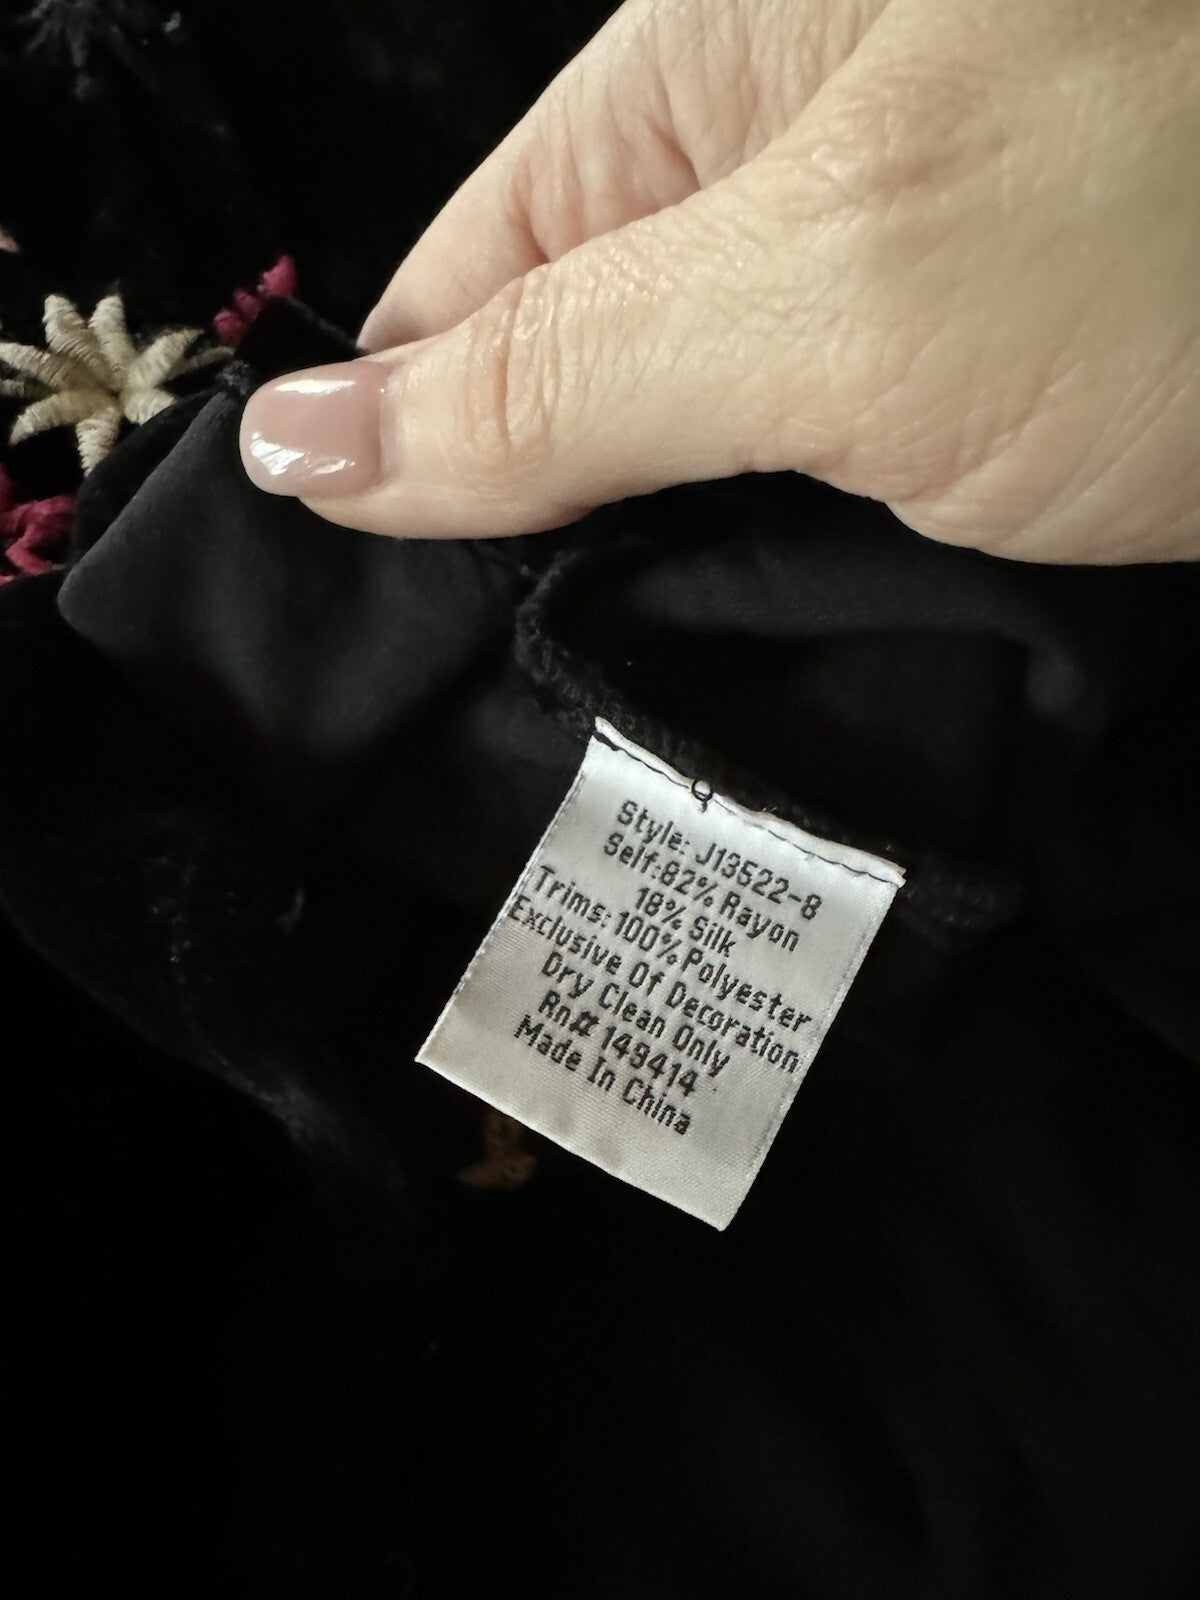 Style: J13522-8
Self:82% Rayon
18% Silk
Trims:100% Polyester
Exclusive Of Decoration
Dry Clean Only
Rn# 149414
Made In China